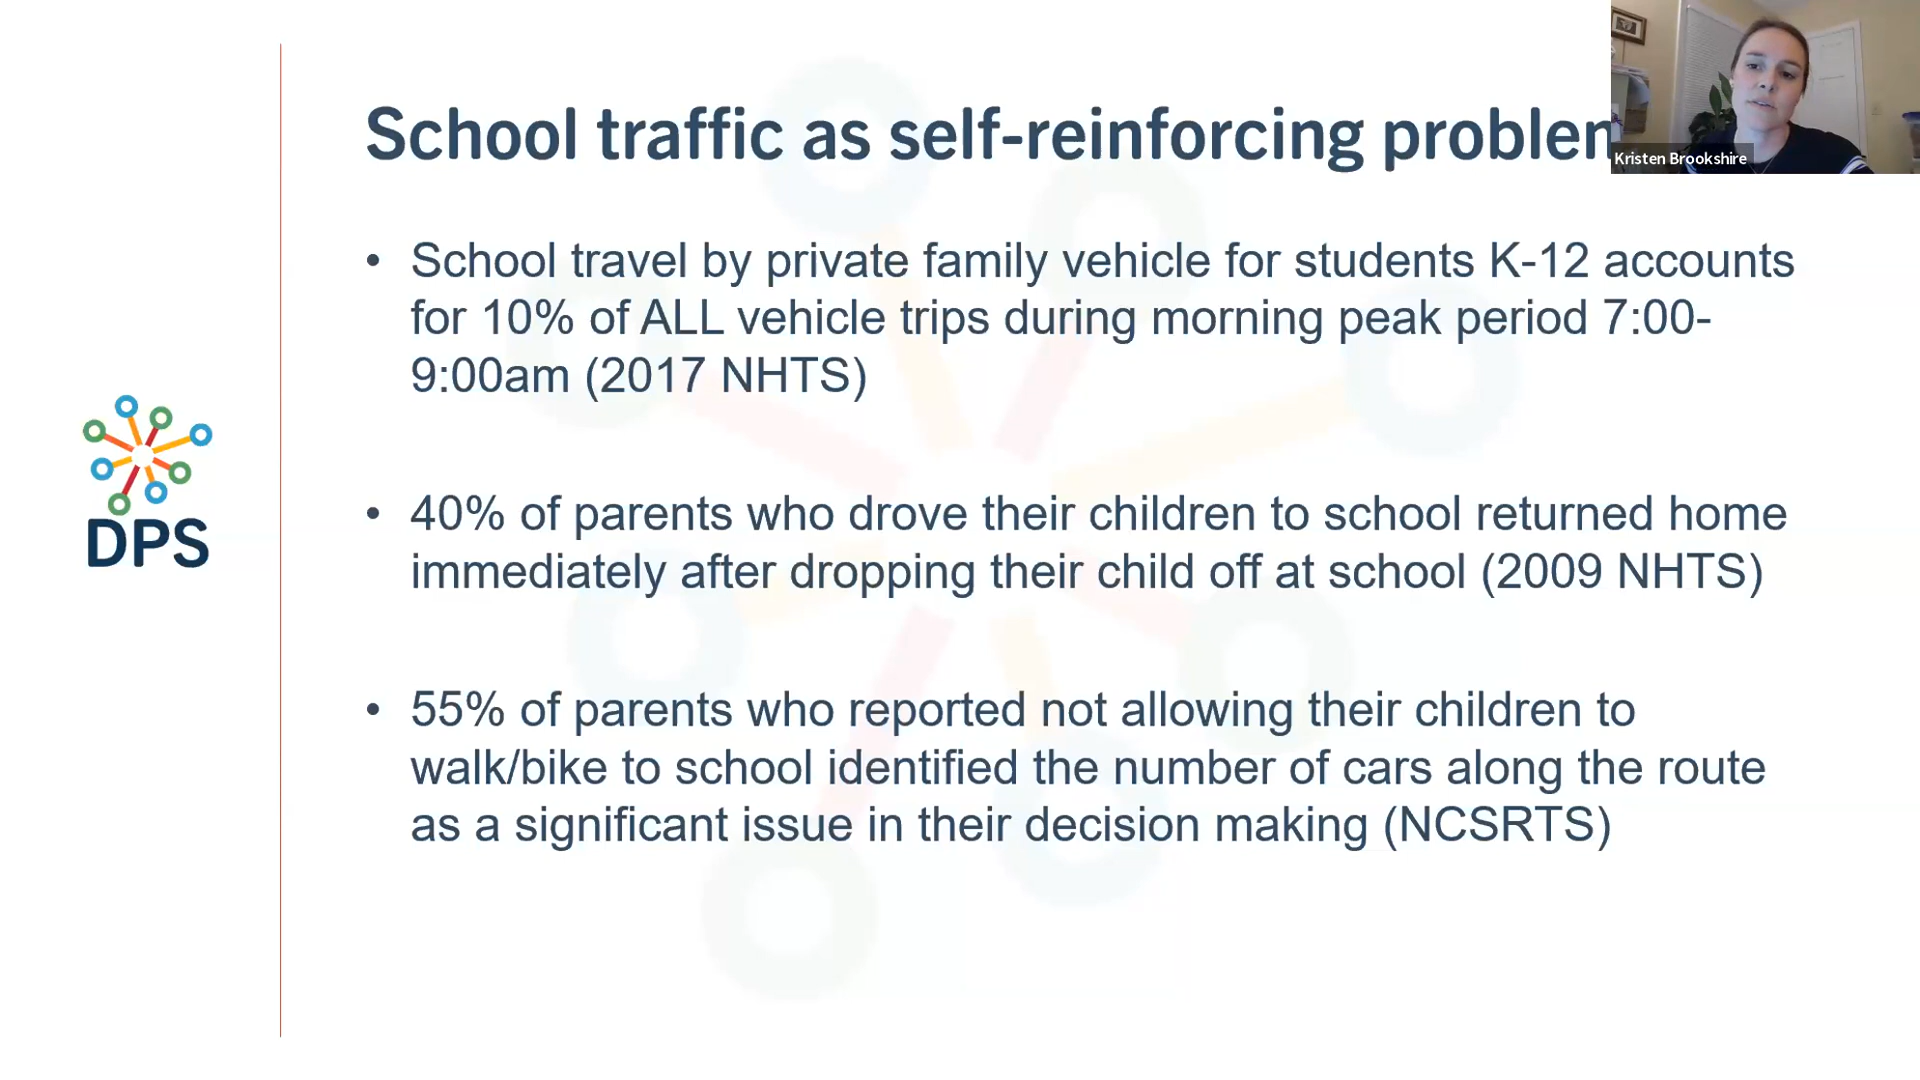 School traffic as self-reinforcing problem
Kristen Brookshire
• School travel by private family vehicle for students K-12 accounts
for 10% of ALL vehicle trips during morning peak period 7:00-
9:00am (2017 NHTS)
• 40% of parents who drove their children to school returned home
immediately after dropping their child off at school (2009 NHTS)
• 55% of parents who reported not allowing their children to
walk/bike to school identified the number of cars along the route
as a significant issue in their decision making (NCSRTS)
DPS